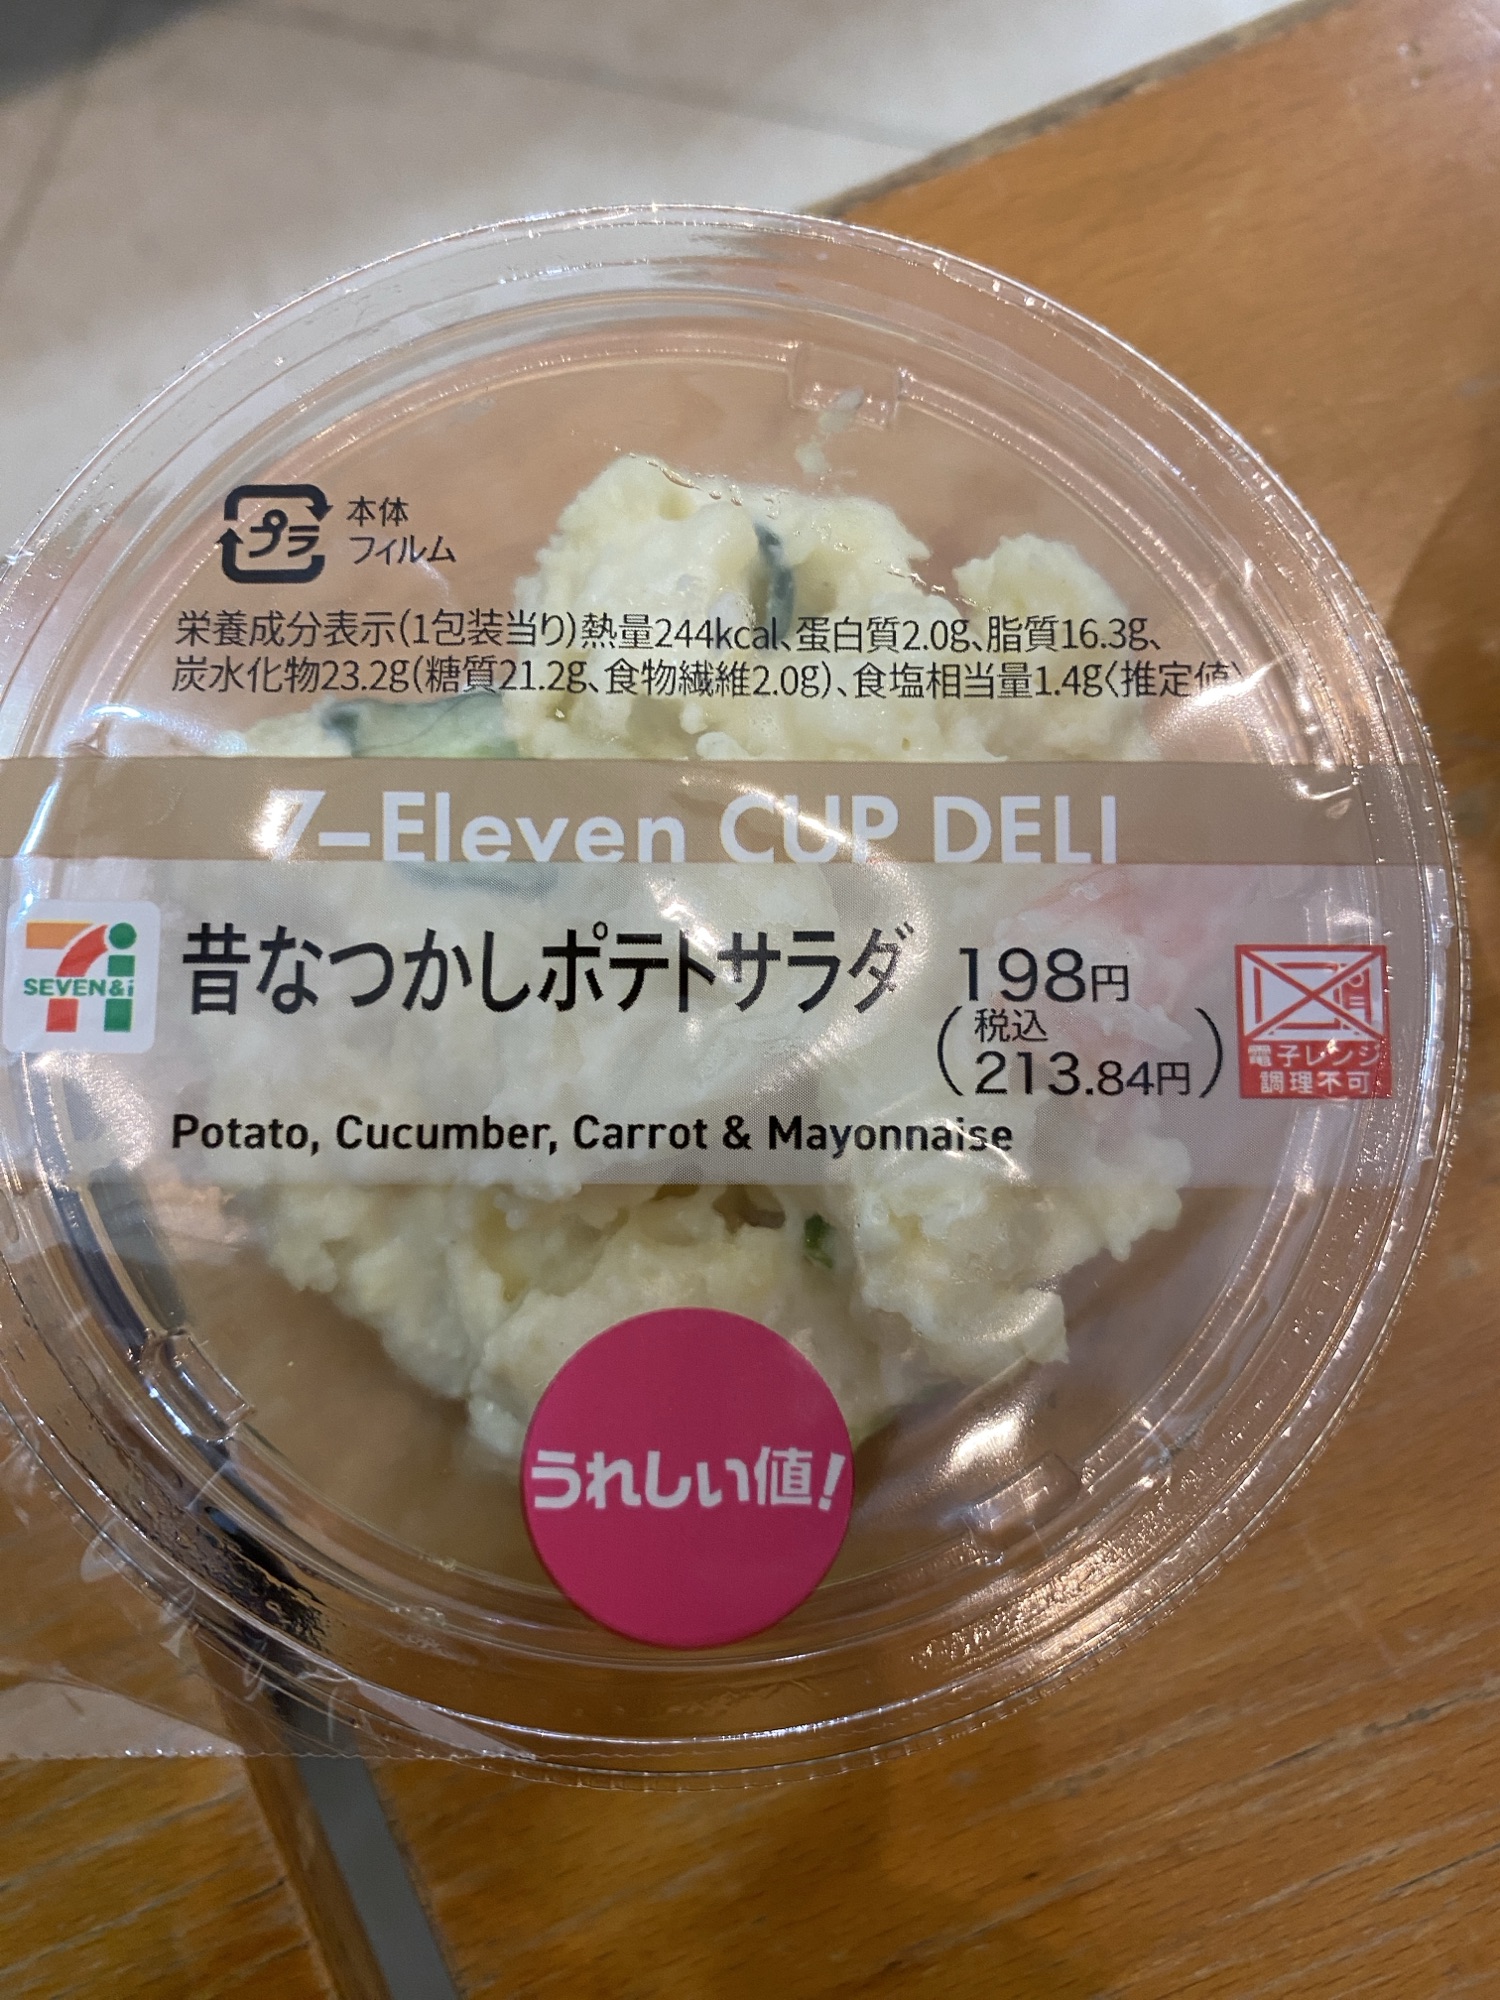 プラ
本体
フィルム
栄養成分表示(1包装当り)熱量244kcal、蛋白質2.0g、脂質16.3g、
炭水化物23.2g(糖質21.2g、食物繊維2.0g)、食塩相当量1.4g〈推定値〉
7-Eleven CUP DELI
SEVEN&i
昔なつかしポテトサラダ
198円
(税込
213.84円)
電子レンジ
調理不可
Potato, Cucumber, Carrot & Mayonnaise
うれしい値!